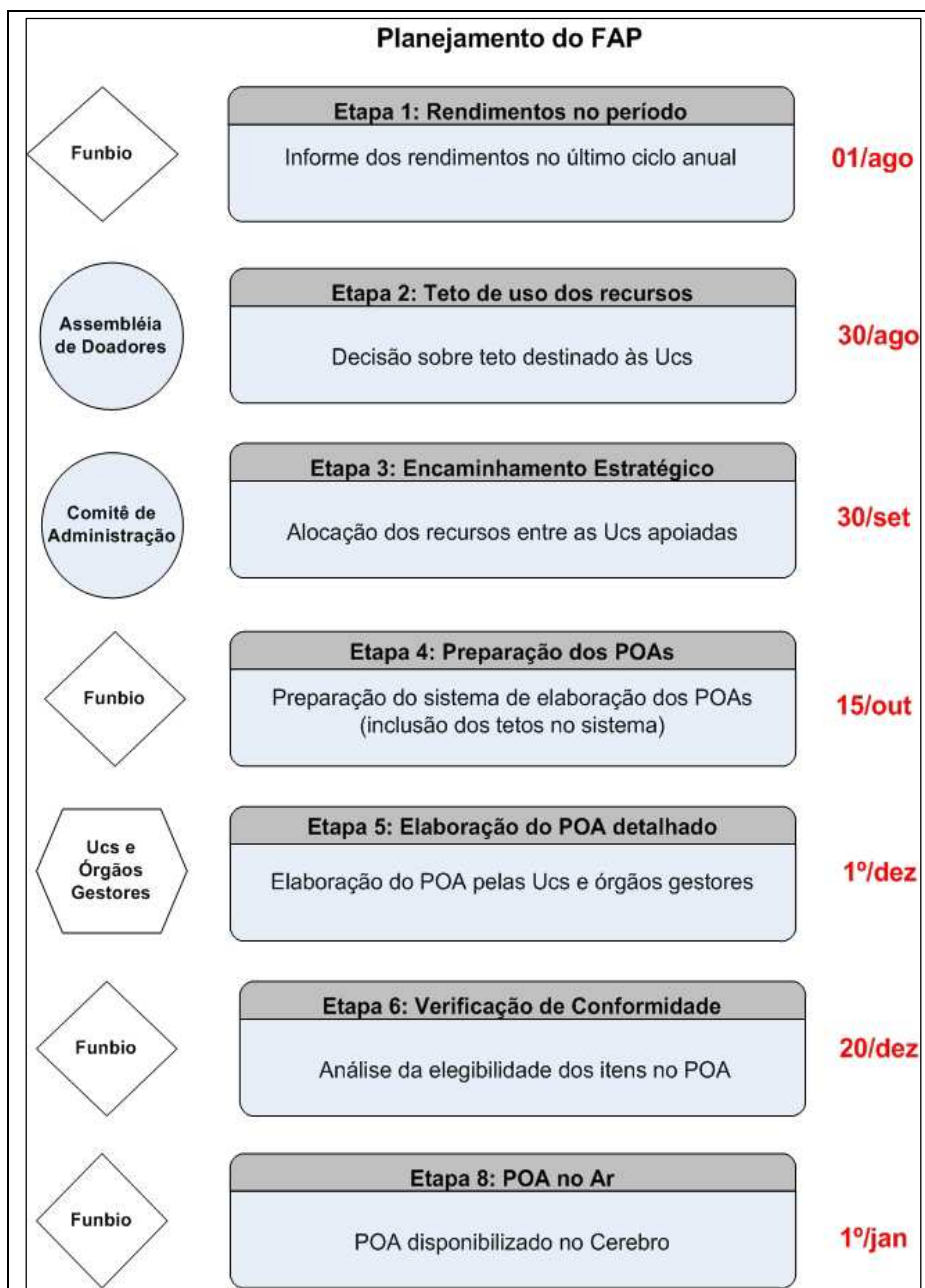 Planejamento do FAP
Funbio
Etapa 1: Rendimentos no período
Informe dos rendimentos no último ciclo anual
01/ago
Assembléia
de Doadores
Etapa 2: Teto de uso dos recursos
Decisão sobre teto destinado às Ucs
30/ago
Comitê de
Administração
Etapa 3: Encaminhamento Estratégico
Alocação dos recursos entre as Ucs apoiadas
30/set
Funbio
Etapa 4: Preparação dos POAs
Preparação do sistema de elaboração dos POAs
(inclusão dos tetos no sistema)
15/out
Ucs e
Órgãos
Gestores
Etapa 5: Elaboração do POA detalhado
Elaboração do POA pelas Ucs e órgãos gestores
1º/dez
Funbio
Etapa 6: Verificação de Conformidade
Análise da elegibilidade dos itens no POA
20/dez
Funbio
Etapa 8: POA no Ar
POA disponibilizado no Cerebro
1º/jan